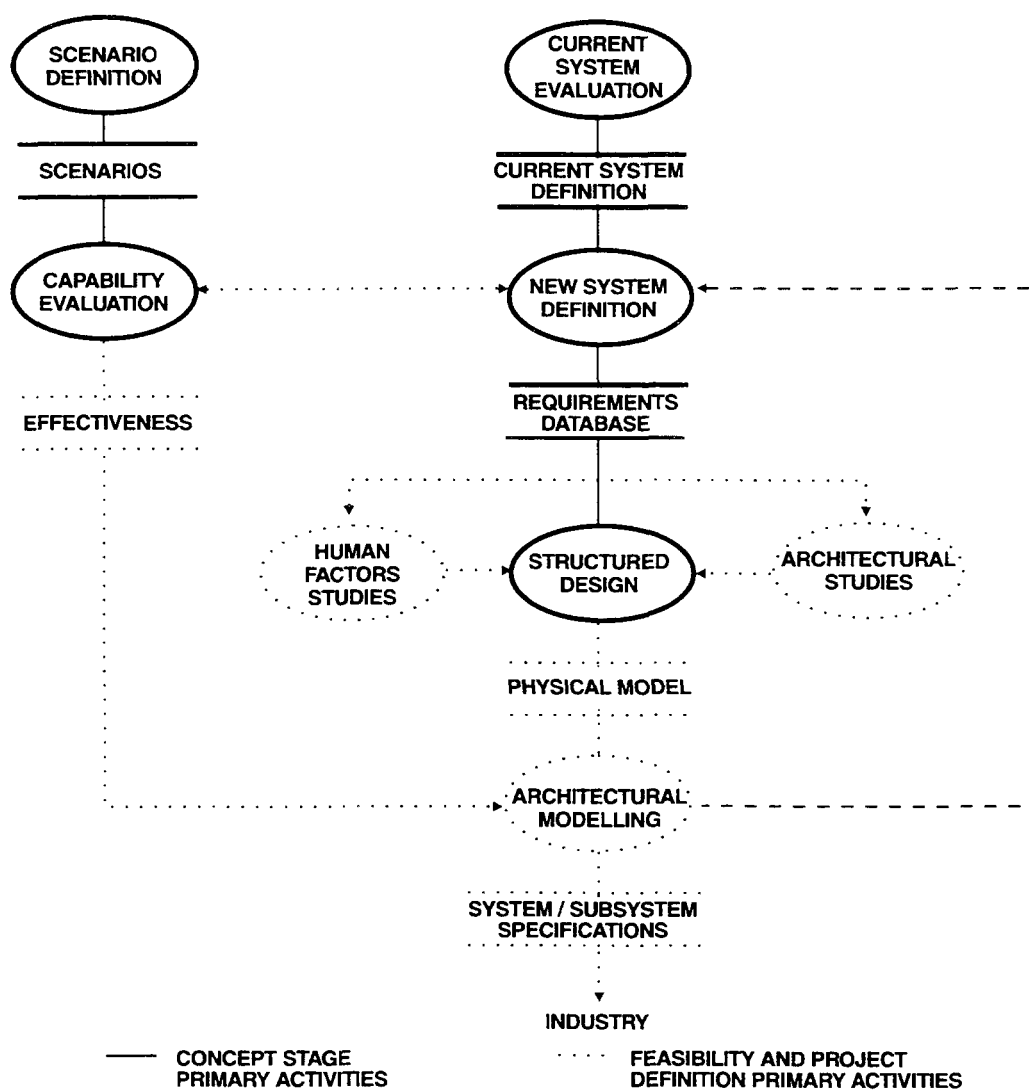 SCENARIO
DEFINITION
CURRENT
SYSTEM
EVALUATION
SCENARIOS
CURRENT SYSTEM
DEFINITION
CAPABILITY
EVALUATION
NEW SYSTEM
DEFINITION
EFFECTIVENESS
REQUIREMENTS
DATABASE
HUMAN
FACTORS
STUDIES
STRUCTURED
DESIGN
ARCHITECTURAL
STUDIES
PHYSICAL MODEL
ARCHITECTURAL
MODELLING
SYSTEM / SUBSYSTEM
SPECIFICATIONS
INDUSTRY
CONCEPT STAGE
PRIMARY ACTIVITIES
FEASIBILITY AND PROJECT
DEFINITION PRIMARY ACTIVITIES